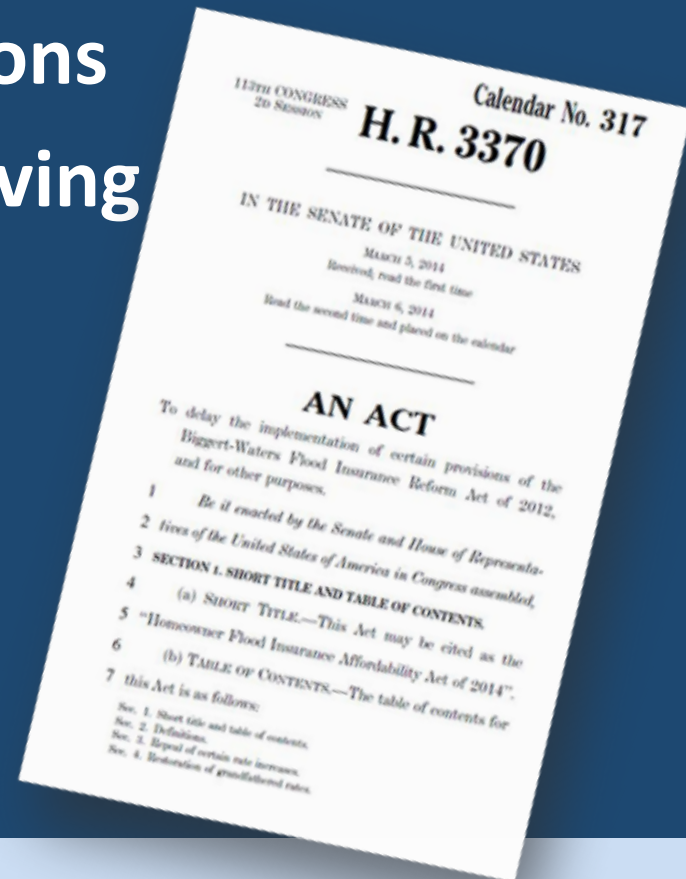 ons
ving
Calendar No. 317
113TH CONGRESS
2D SESSION
H. R. 3370
IN THE SENATE OF THE UNITED STATES
MARCH 5, 2014
Received; read the first time
MARCH 6, 2014
Read the second time and placed on the calendar
AN ACT
To delay the implementation of certain provisions of the
Biggert-Waters Flood Insurance Reform Act of 2012,
and for other purposes.
1 Be it enacted by the Senate and House of Representa-
2 tives of the United States of America in Congress assembled,
3 SECTION 1. SHORT TITLE AND TABLE OF CONTENTS.
4 (a) SHORT TITLE.—This Act may be cited as the
5 “Homeowner Flood Insurance Affordability Act of 2014”.
6 (b) TABLE OF CONTENTS.—The table of contents for
7 this Act is as follows:
Sec. 1. Short title and table of contents.
Sec. 2. Definitions.
Sec. 3. Repeal of certain rate increases.
Sec. 4. Restoration of grandfathered rates.